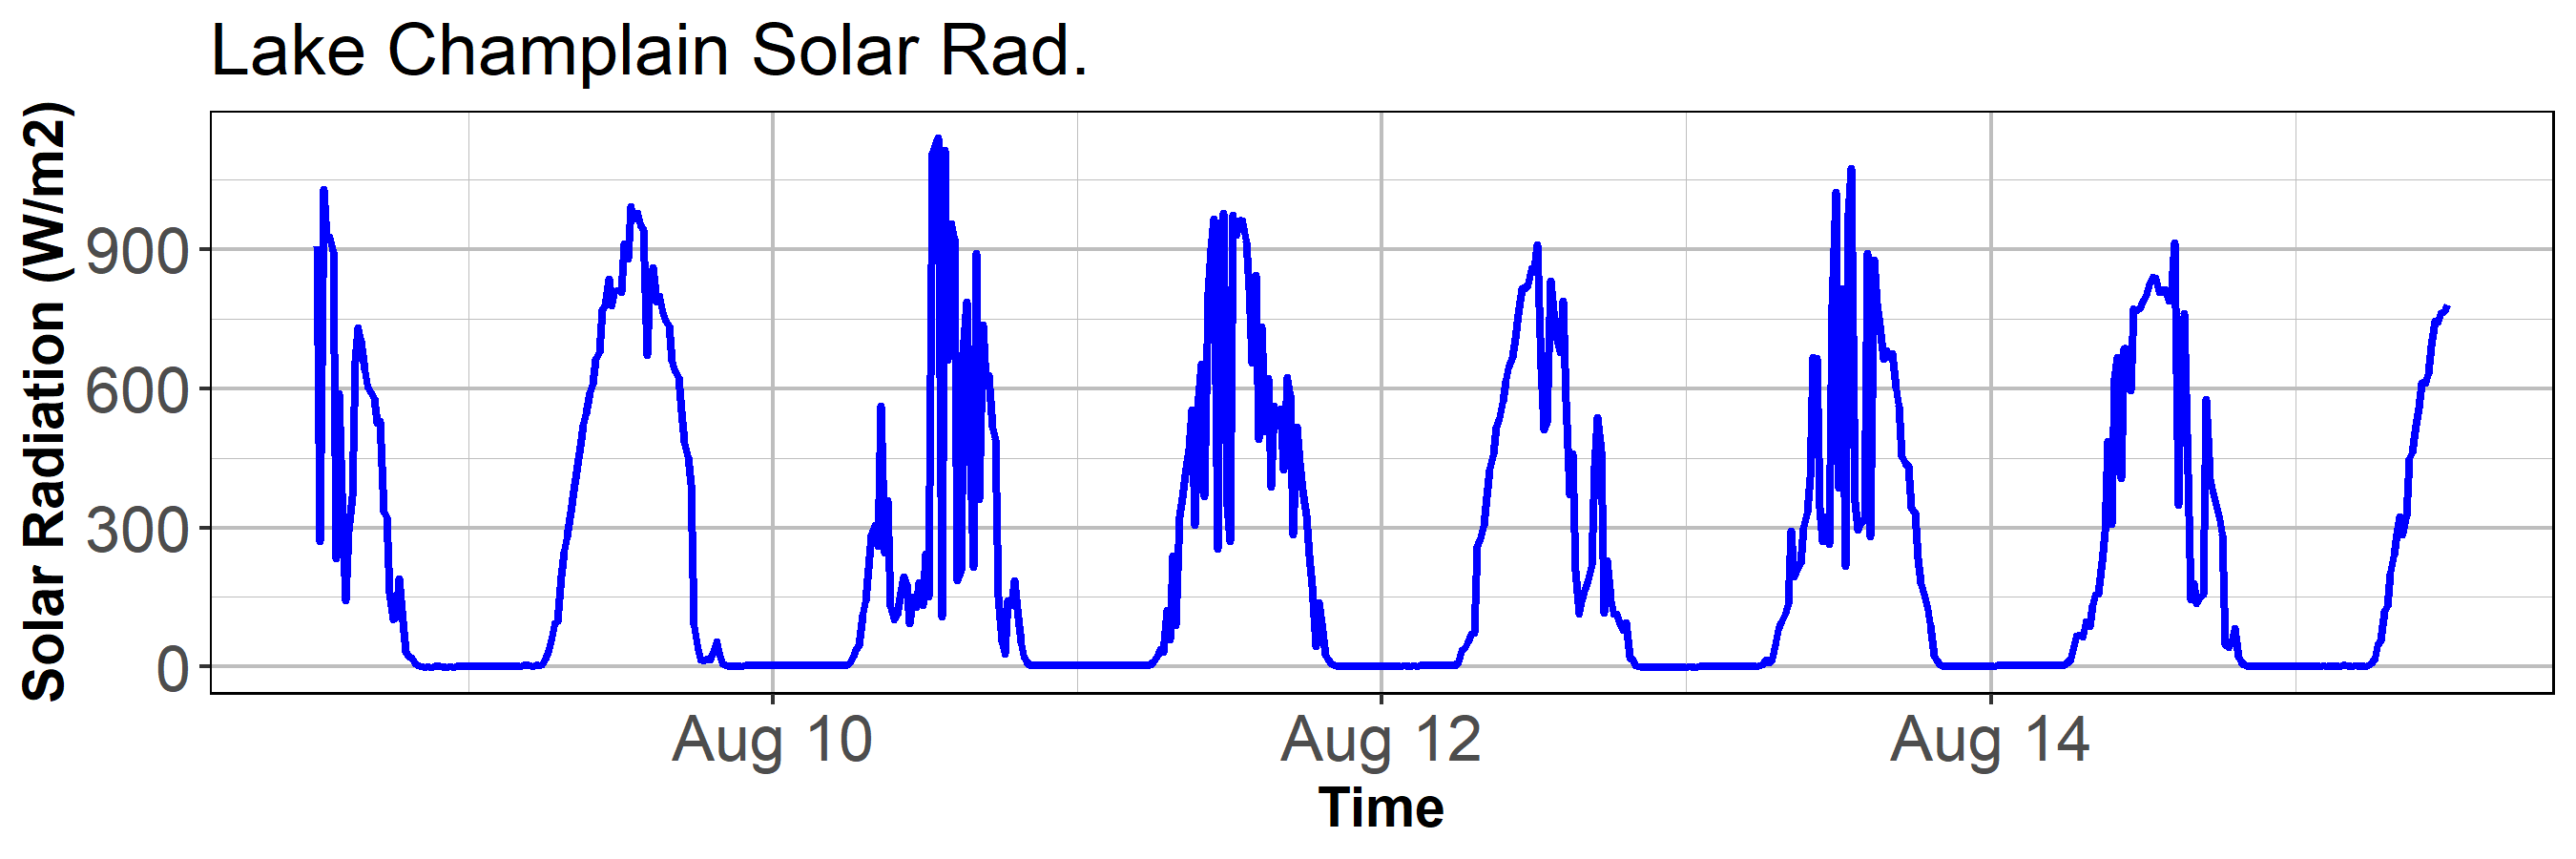 Lake Champlain Solar Rad.
Solar Radiation (W/m2)
900
600
300
0
Aug 10 Aug 12 Aug 14
Time